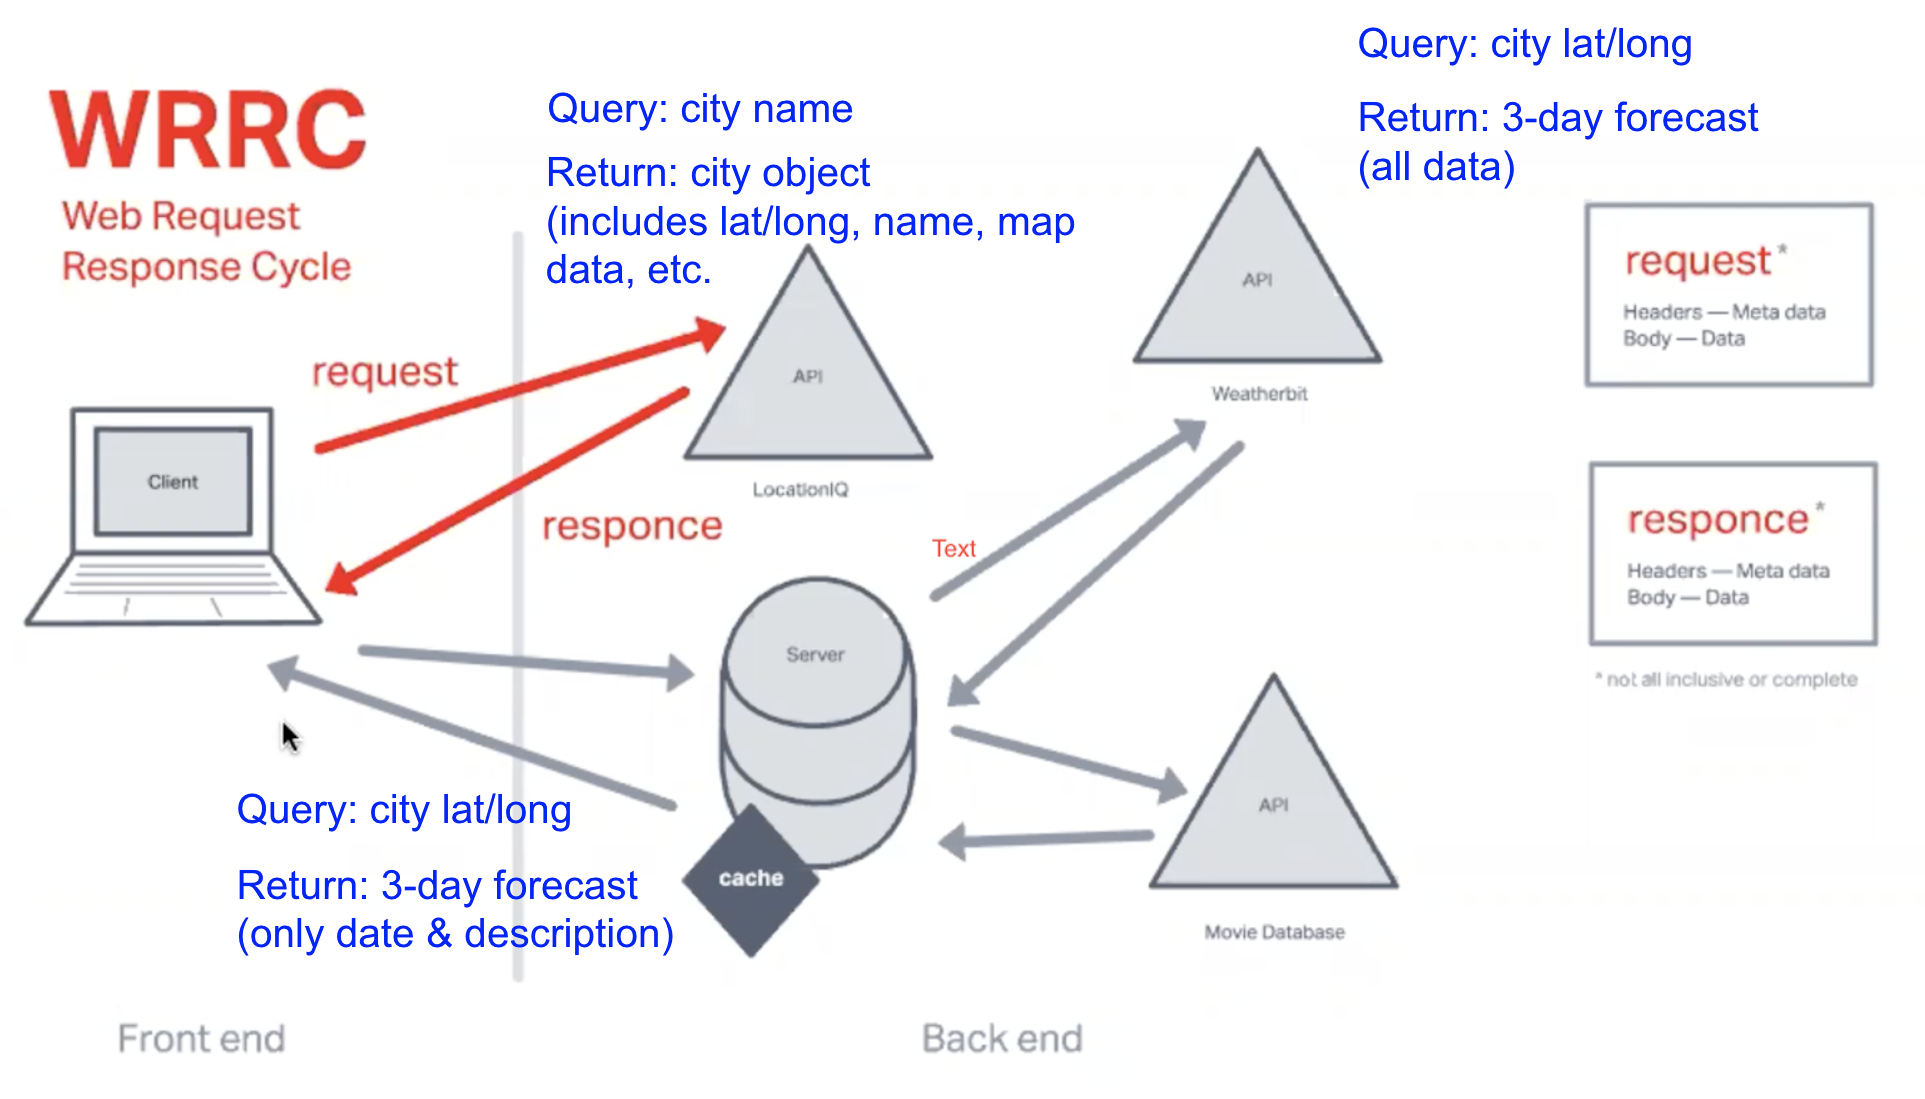 WRRC
Web Request
Response Cycle
Query: city name
Return: city object
(includes lat/long, name, map
data, etc.
Query: city lat/long
Return: 3-day forecast
(all data)
request
responce
Client
API
LocationIQ
API
Weatherbit
request*
Headers — Meta data
Body — Data
responce*
Headers — Meta data
Body — Data
* not all inclusive or complete
Text
Server
cache
API
Movie Database
Query: city lat/long
Return: 3-day forecast
(only date & description)
Front end
Back end